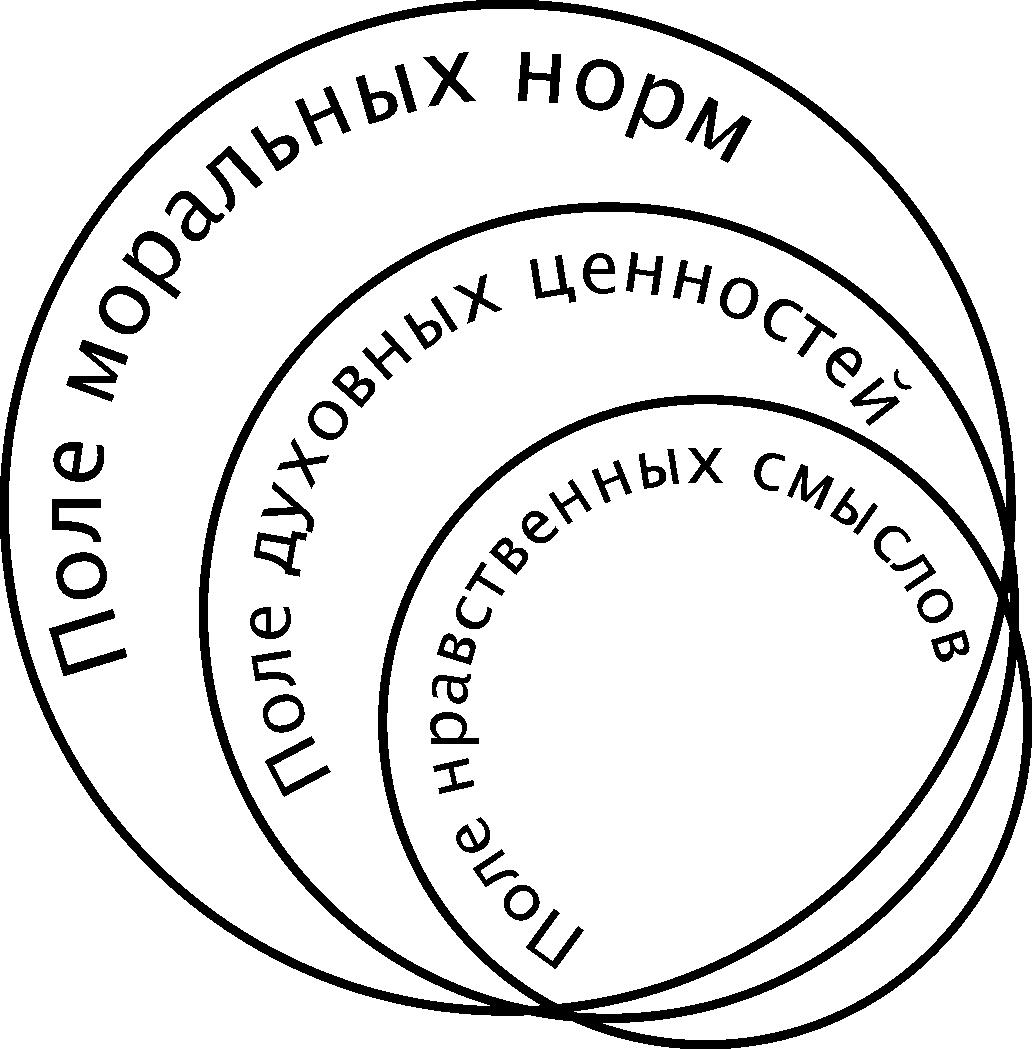 Поле моральных норм
Поле духовных ценностей
Поле нравственных смыслов